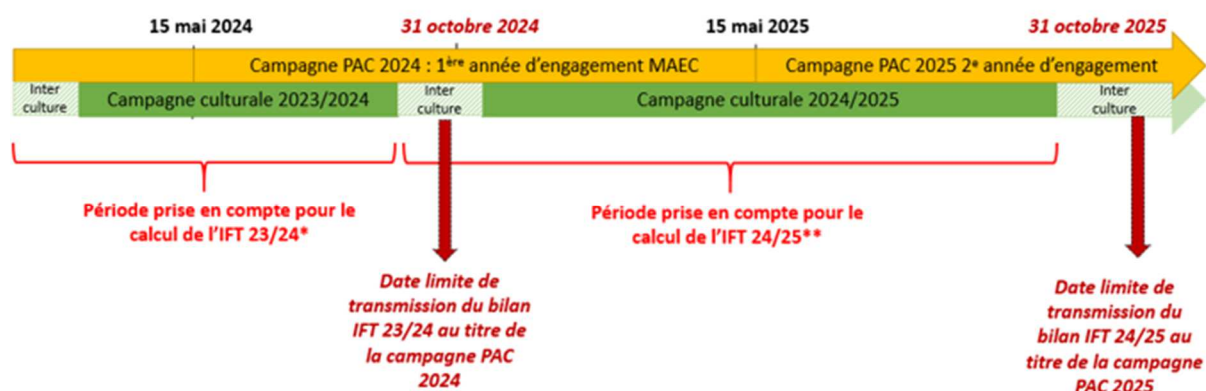 15 mai 2024
31 octobre 2024
15 mai 2025
31 octobre 2025
Campagne PAC 2024 : 1ère année d'engagement MAEC
Campagne PAC 2025 2e année d'engagement
Inter
culture
Campagne culturale 2023/2024
Inter
culture
Campagne culturale 2024/2025
Inter
culture
Période prise en compte pour le
calcul de l'IFT 23/24*
Période prise en compte pour le
calcul de l'IFT 24/25**
Date limite de
transmission du bilan
IFT 23/24 au titre de
la campagne PAC
2024
Date limite de
transmission du
bilan IFT 24/25 au
titre de la campagne
PAC 2025